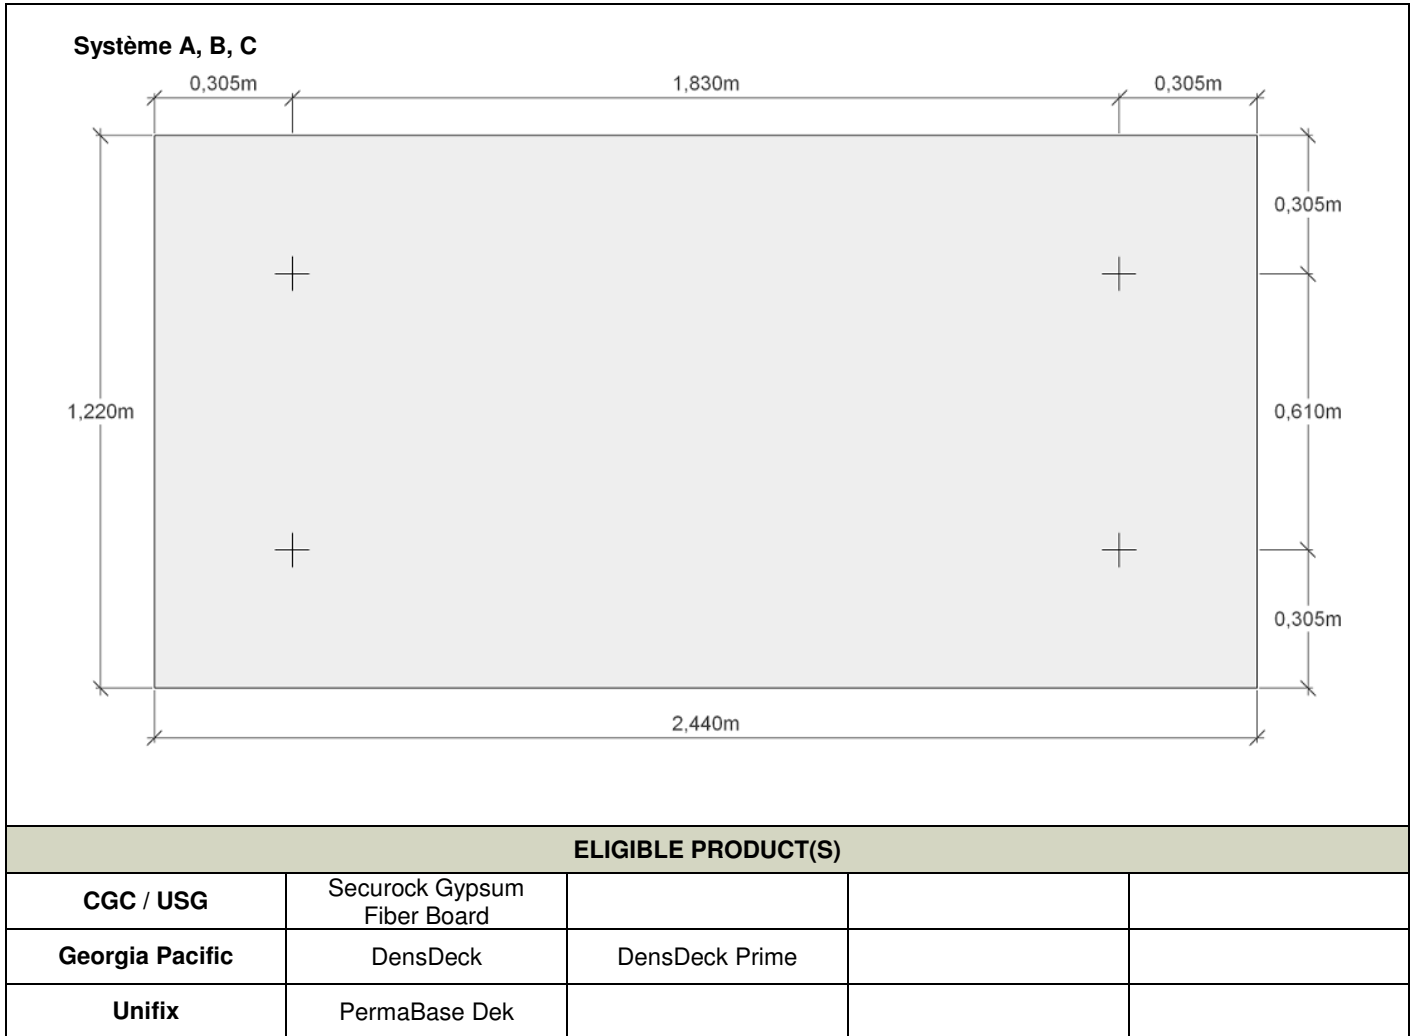 Système A, B, C
0,305m 1,830m 0,305m
0,305m
1,220m 0,610m
0,305m
2,440m
ELIGIBLE PRODUCT(S)
CGC / USG Securock Gypsum Fiber Board
Georgia Pacific DensDeck DensDeck Prime
Unifix PermaBase Dek